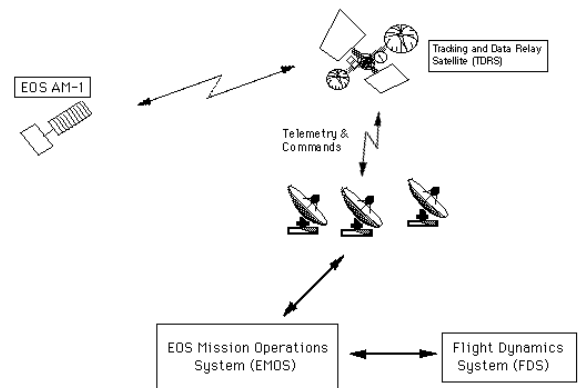 EOS AM-1
Tracking and Data Relay
Satellite (TDRS)
Telemetry &
Commands
EOS Mission Operations
System (EMOS)
Flight Dynamics
System (FDS)